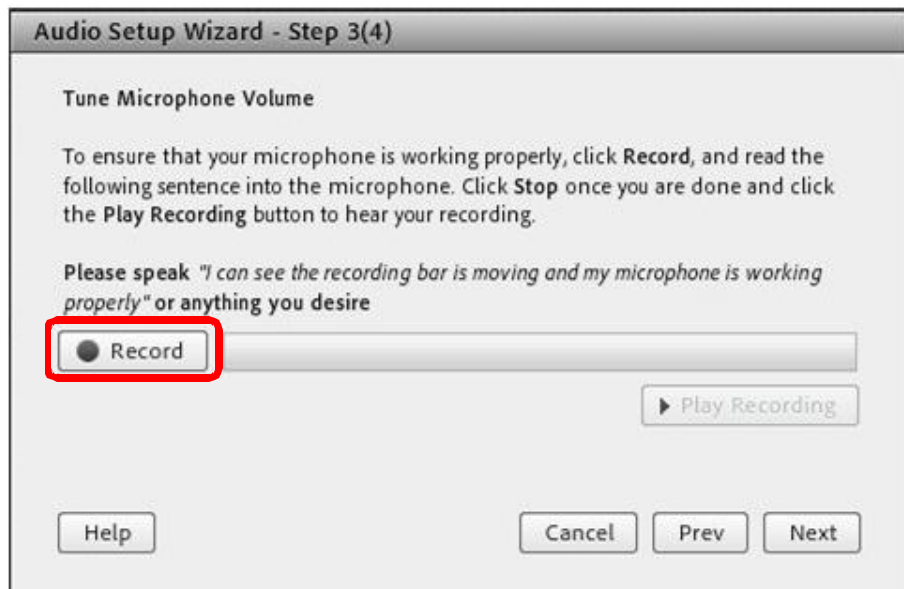 Audio Setup Wizard - Step 3(4)
Tune Microphone Volume
To ensure that your microphone is working properly, click Record, and read the
following sentence into the microphone. Click Stop once you are done and click
the Play Recording button to hear your recording.
Please speak "I can see the recording bar is moving and my microphone is working
properly" or anything you desire
Record
Play Recording
Help Cancel Prev Next